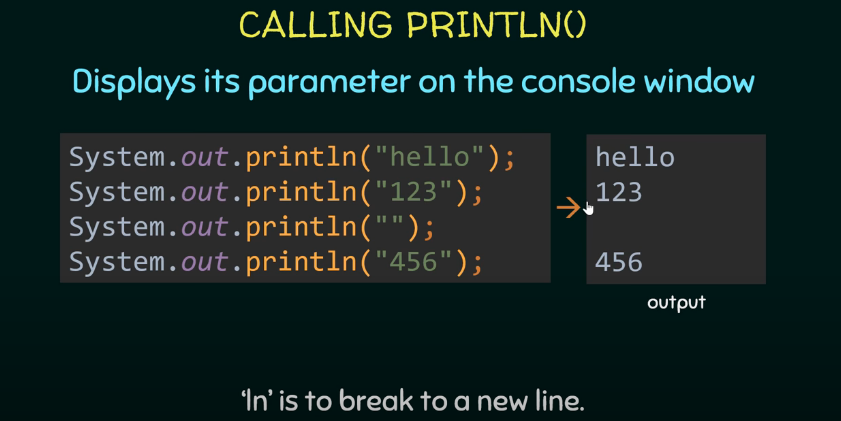 CALLING PRINTLN()
Displays its parameter on the console window
System.out.println("hello");
System.out.println("123");
System.out.println("");
System.out.println("456");
→
hello
123
456
output
‘ln’ is to break to a new line.